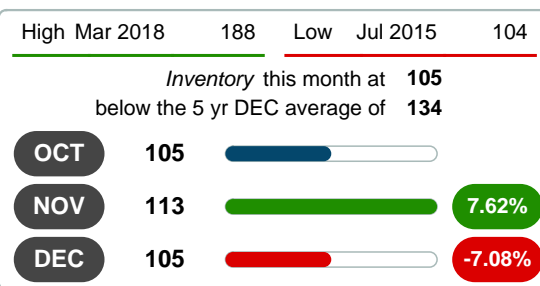 High Mar 2018 188 Low Jul 2015 104
Inventory this month at 105
below the 5 yr DEC average of 134
OCT 105
NOV 113 7.62%
DEC 105 -7.08%